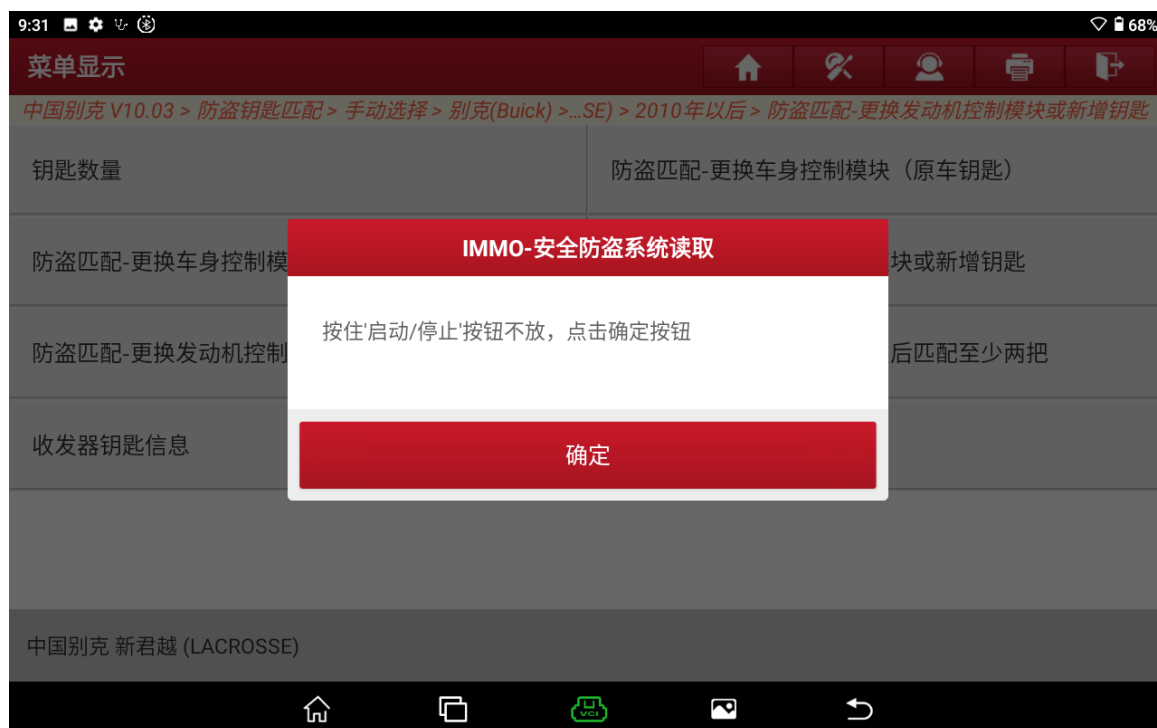 9:31
68%
菜单显示
中国别克 V10.03 > 防盗钥匙匹配 > 手动选择 > 别克(Buick) >...SE) > 2010年以后 > 防盗匹配-更换发动机控制模块或新增钥匙
钥匙数量
防盗匹配-更换车身控制模块（原车钥匙）
IMMO-安全防盗系统读取
防盗匹配-更换车身控制模
块或新增钥匙
按住'启动/停止'按钮不放，点击确定按钮
防盗匹配-更换发动机控制
后匹配至少两把
收发器钥匙信息
确定
中国别克 新君越 (LACROSSE)
VCI